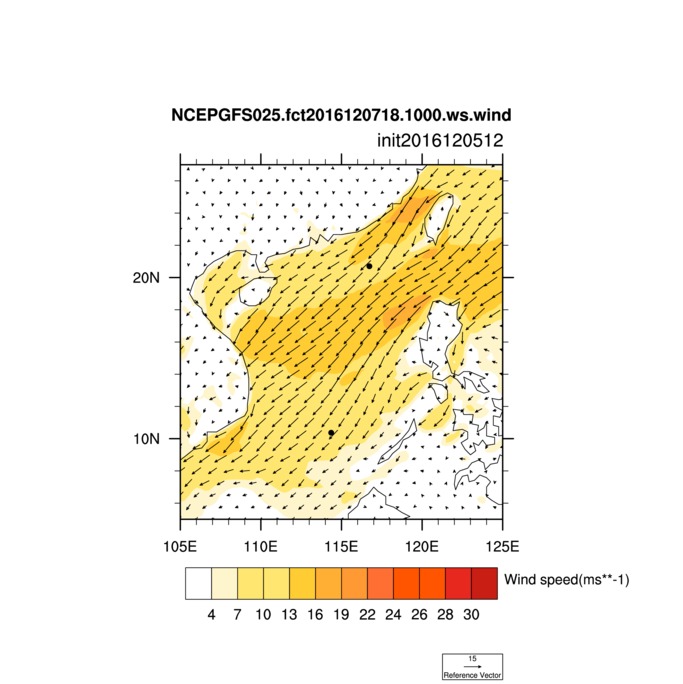 NCEPGFS025.fct2016120718.1000.ws.wind
init2016120512
20N
10N
105E 110E 115E 120E 125E
Wind speed(ms**-1)
4 7 10 13 16 19 22 24 26 28 30
15
Reference Vector